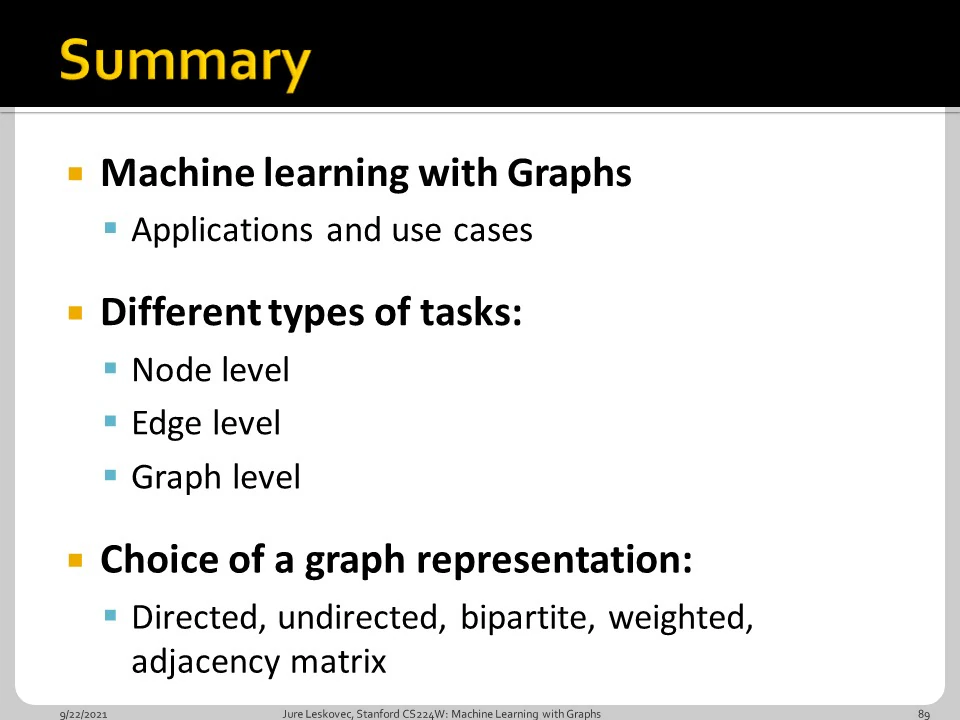 Summary
Machine learning with Graphs
Applications and use cases
Different types of tasks:
Node level
Edge level
Graph level
Choice of a graph representation:
Directed, undirected, bipartite, weighted,
adjacency matrix
9/22/2021 Jure Leskovec, Stanford CS224W: Machine Learning with Graphs 89